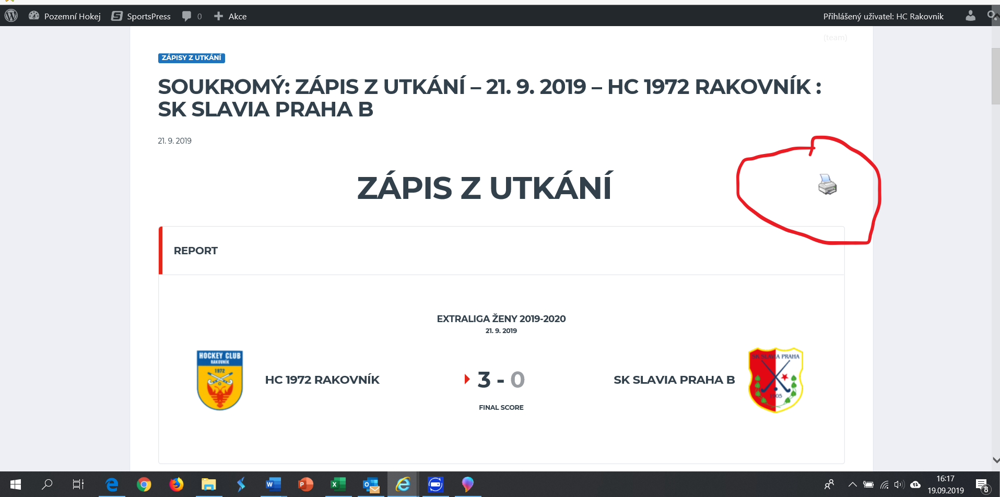 Pozemní Hokej SportsPress 0 Akce Přihlášený uživatel: HC Rakovnik
(team)
ZÁPISY Z UTKÁNÍ
SOUKROMÝ: ZÁPIS Z UTKÁNÍ – 21. 9. 2019 – HC 1972 RAKOVNÍK :
SK SLAVIA PRAHA B
21. 9. 2019
ZÁPIS Z UTKÁNÍ
REPORT
EXTRALIGA ŽENY 2019-2020
21. 9. 2019
HOCKEY CLUB
RAKOVNÍK
1972
HC 1972 RAKOVNÍK
3 - 0
SK SLAVIA PRAHA B
SK SLAVIA PRAHA
1905
FINAL SCORE
16:17
19.09.2019
8